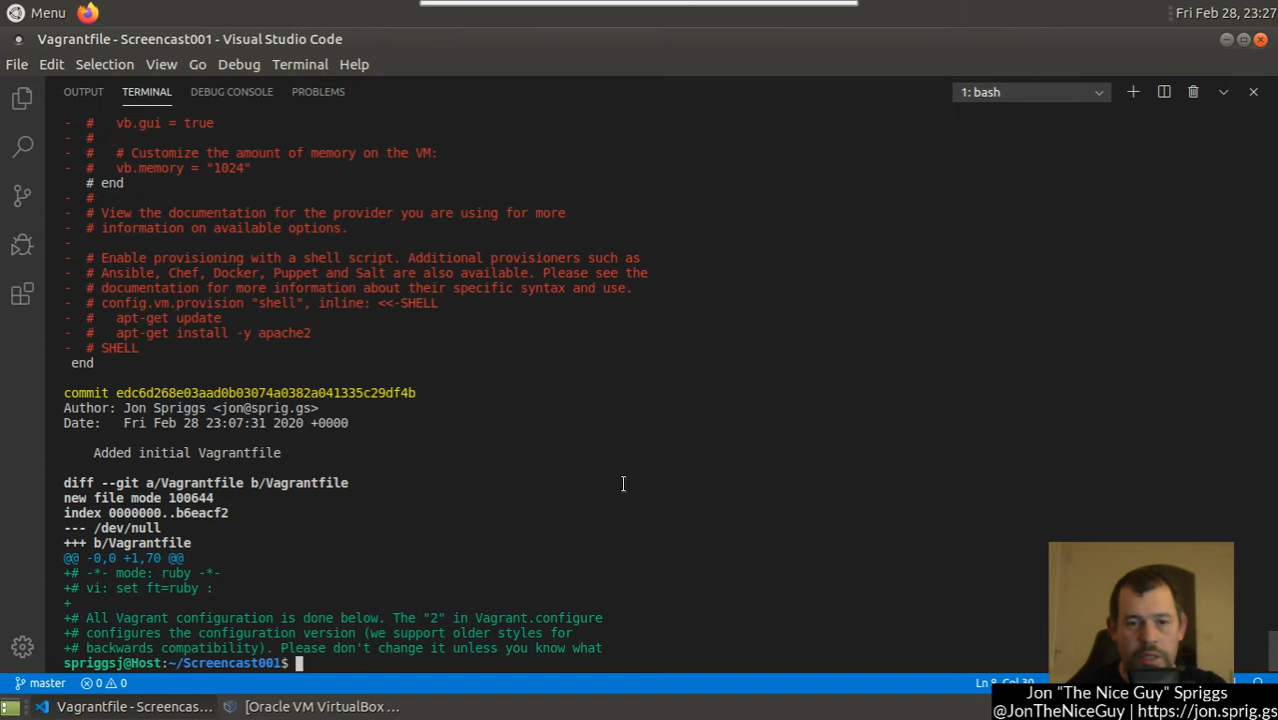 Menu
Fri Feb 28, 23:27
Vagrantfile - Screencast001 - Visual Studio Code
File Edit Selection View Go Debug Terminal Help
OUTPUT TERMINAL DEBUG CONSOLE PROBLEMS
1: bash
-  #   vb.gui = true
-  #
-  #   # Customize the amount of memory on the VM:
-  #   vb.memory = "1024"
   # end
-  #
-  # View the documentation for the provider you are using for more
-  # information on available options.
-
-  # Enable provisioning with a shell script. Additional provisioners such as
-  # Ansible, Chef, Docker, Puppet and Salt are also available. Please see the
-  # documentation for more information about their specific syntax and use.
-  # config.vm.provision "shell", inline: <<-SHELL
-  #   apt-get update
-  #   apt-get install -y apache2
-  # SHELL
 end
commit edc6d268e03aad0b03074a0382a041335c29df4b
Author: Jon Spriggs <jon@sprig.gs>
Date:   Fri Feb 28 23:07:31 2020 +0000
    Added initial Vagrantfile
diff --git a/Vagrantfile b/Vagrantfile
new file mode 100644
index 0000000..b6eacf2
--- /dev/null
+++ b/Vagrantfile
@@ -0,0 +1,70 @@
+# -*- mode: ruby -*-
+# vi: set ft=ruby :
+
+# All Vagrant configuration is done below. The "2" in Vagrant.configure
+# configures the configuration version (we support older styles for
+# backwards compatibility). Please don't change it unless you know what
spriggsj@Host:~/Screencast001$
master 0 0
Ln 8, Col 30
Vagrantfile - Screencas... [Oracle VM VirtualBox ...
Jon "The Nice Guy" Spriggs
@JonTheNiceGuy | https://jon.sprig.gs